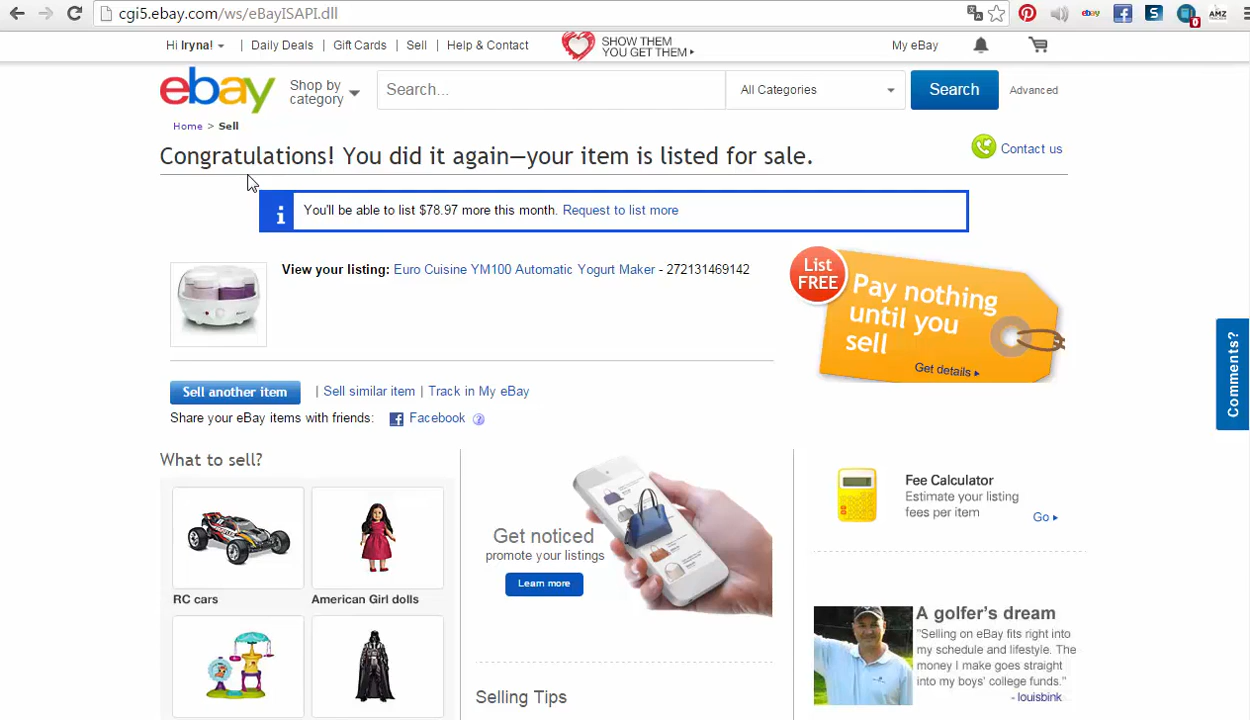 cgi5.ebay.com/ws/eBayISAPI.dll
ebay
f
S
0
AMZ
Hi Iryna! | Daily Deals | Gift Cards | Sell | Help & Contact
SHOW THEM
YOU GET THEM
My eBay
ebay
Shop by
category
Search...
All Categories
Search
Advanced
Home > Sell
Congratulations! You did it again—your item is listed for sale.
Contact us
i
You'll be able to list $78.97 more this month. Request to list more
View your listing: Euro Cuisine YM100 Automatic Yogurt Maker - 272131469142
List
FREE
Pay nothing
until you
sell
Get details
Comments?
Sell another item | Sell similar item | Track in My eBay
Share your eBay items with friends: f Facebook ?
What to sell?
RC cars
American Girl dolls
Get noticed
promote your listings
Learn more
Selling Tips
Fee Calculator
Estimate your listing
fees per item
Go
A golfer's dream
"Selling on eBay fits right into
my schedule and lifestyle. The
money I make goes straight
into my boys' college funds."
- louisbink